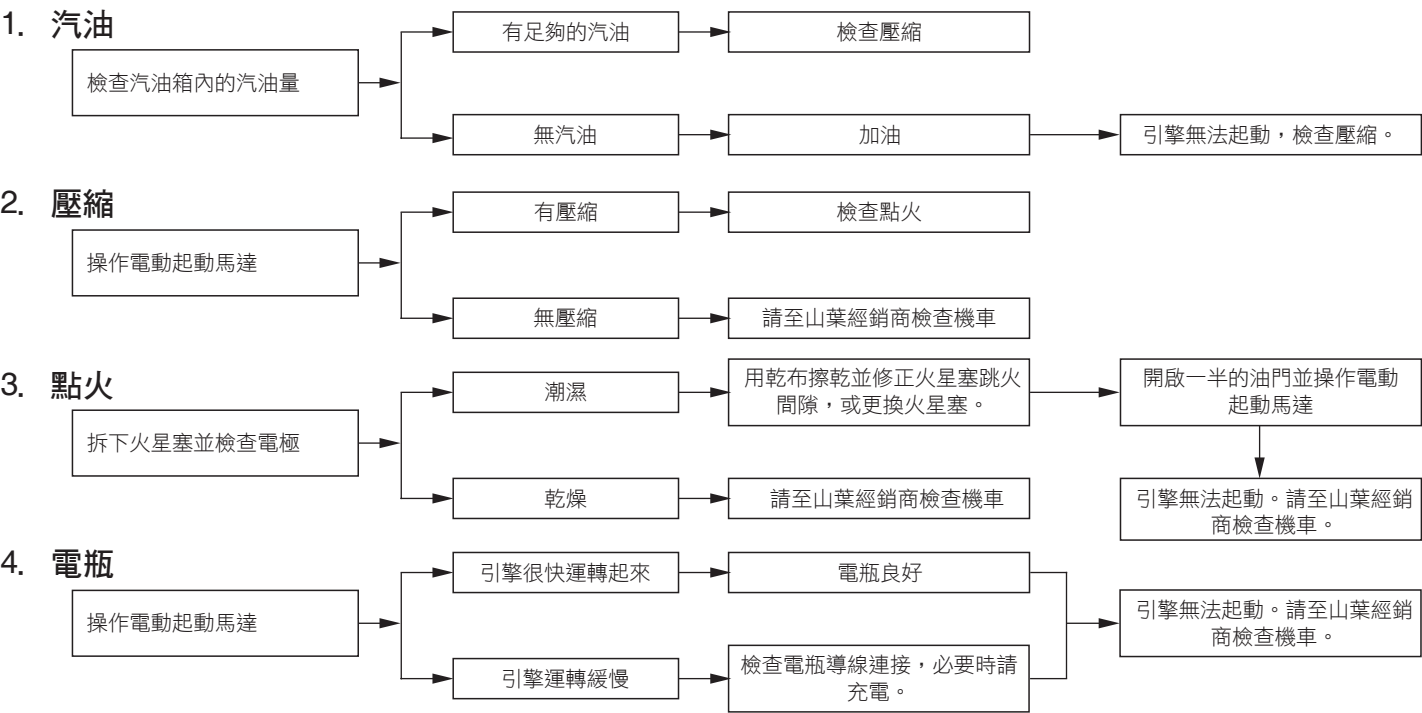 1. 汽油
檢查汽油箱內的汽油量
有足夠的汽油
檢查壓縮
無汽油
加油
引擎無法起動，檢查壓縮。
2. 壓縮
操作電動起動馬達
有壓縮
檢查點火
無壓縮
請至山葉經銷商檢查機車
3. 點火
拆下火星塞並檢查電極
潮濕
用乾布擦乾並修正火星塞跳火
間隙，或更換火星塞。
開啟一半的油門並操作電動
起動馬達
乾燥
請至山葉經銷商檢查機車
引擎無法起動。請至山葉經銷
商檢查機車。
4. 電瓶
操作電動起動馬達
引擎很快運轉起來
電瓶良好
引擎運轉緩慢
檢查電瓶導線連接，必要時請
充電。
引擎無法起動。請至山葉經銷
商檢查機車。